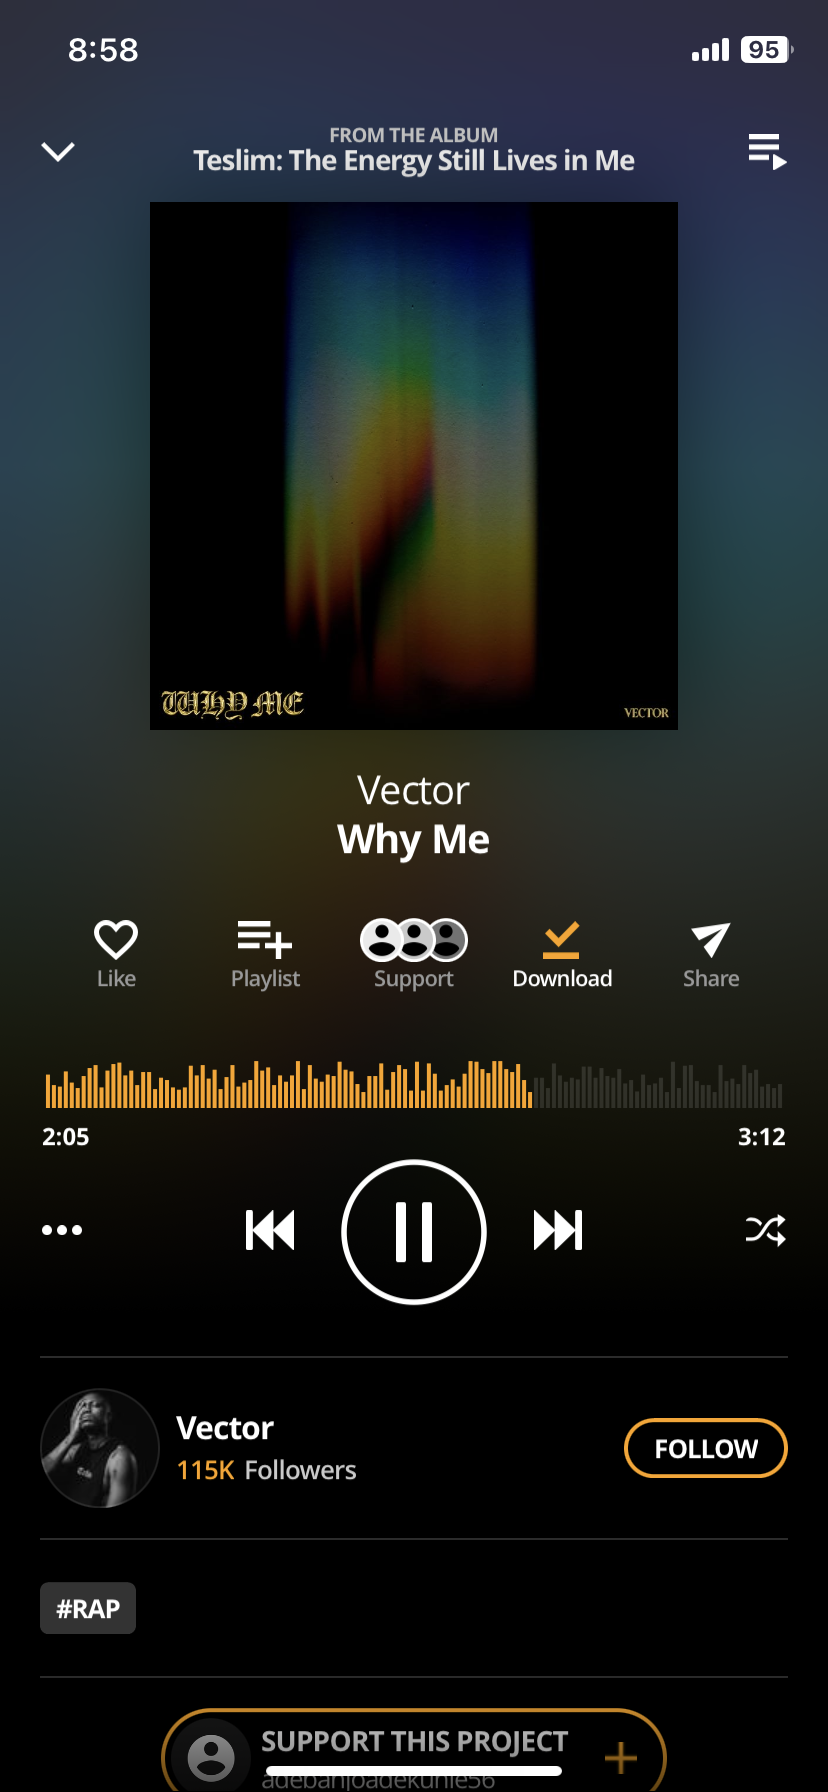 8:58
95
FROM THE ALBUM
Teslim: The Energy Still Lives in Me
WHY ME
VECTOR
Vector
Why Me
Like
Playlist
Support
Download
Share
2:05
3:12
Vector
115K Followers
FOLLOW
#RAP
SUPPORT THIS PROJECT
adebanjoadekunle56